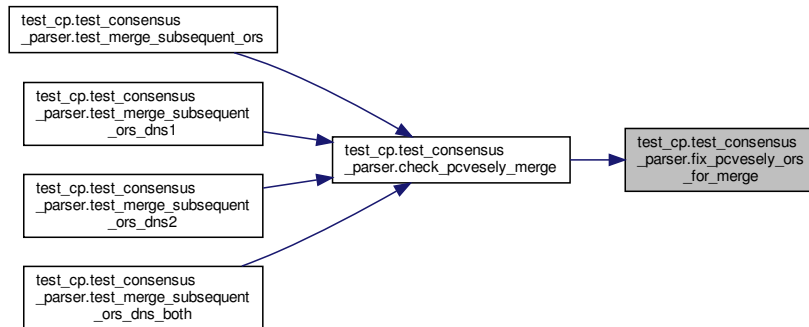 test_cp.test_consensus
_parser.test_merge_subsequent_ors
test_cp.test_consensus
_parser.test_merge_subsequent
_ors_dns1
test_cp.test_consensus
_parser.test_merge_subsequent
_ors_dns2
test_cp.test_consensus
_parser.test_merge_subsequent
_ors_dns_both
test_cp.test_consensus
_parser.check_pcvesely_merge
test_cp.test_consensus
_parser.fix_pcvesely_ors
_for_merge